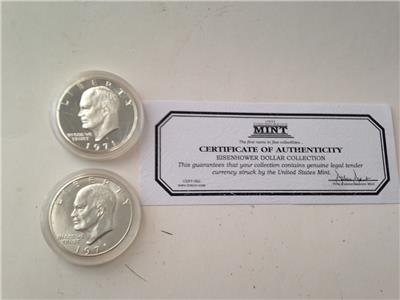 LIBERTY
IN GOD WE
TRUST
1971
LIBERTY
IN GOD WE
TRUST
1971
MINT
The first name in fine collectibles
CERTIFICATE OF AUTHENTICITY
EISENHOWER DOLLAR COLLECTION
This guarantees that your collection contains genuine legal tender
currency struck by the United States Mint.